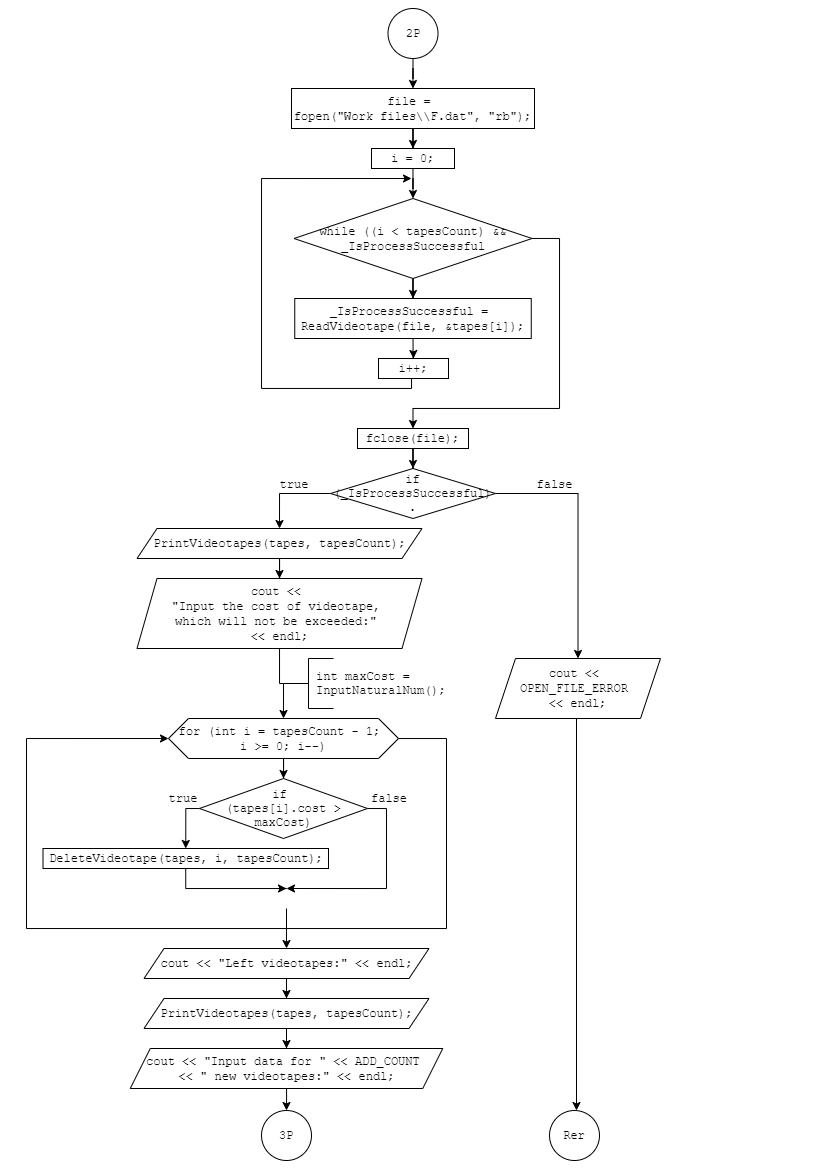 2P
file =
fopen("Work files\\F.dat", "rb");
i = 0;
while ((i < tapesCount) &&
_IsProcessSuccessful
_IsProcessSuccessful =
ReadVideotape(file, &tapes[i]);
i++;
fclose(file);
if
(_IsProcessSuccessful)
.
true
false
PrintVideotapes(tapes, tapesCount);
cout <<
"Input the cost of videotape,
which will not be exceeded:"
<< endl;
int maxCost =
InputNaturalNum();
cout <<
OPEN_FILE_ERROR
<< endl;
for (int i = tapesCount - 1;
i >= 0; i--)
if
(tapes[i].cost >
maxCost)
true
false
DeleteVideotape(tapes, i, tapesCount);
cout << "Left videotapes:" << endl;
PrintVideotapes(tapes, tapesCount);
cout << "Input data for " << ADD_COUNT
<< " new videotapes:" << endl;
3P
Rer